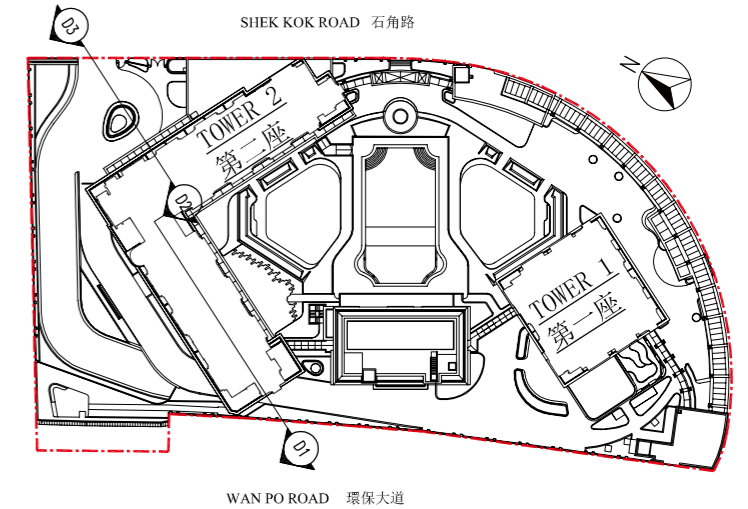 SHEK KOK ROAD 石角路
D3
N
TOWER 2
第二座
D2
TOWER 1
第一座
D1
WAN PO ROAD 環保大道